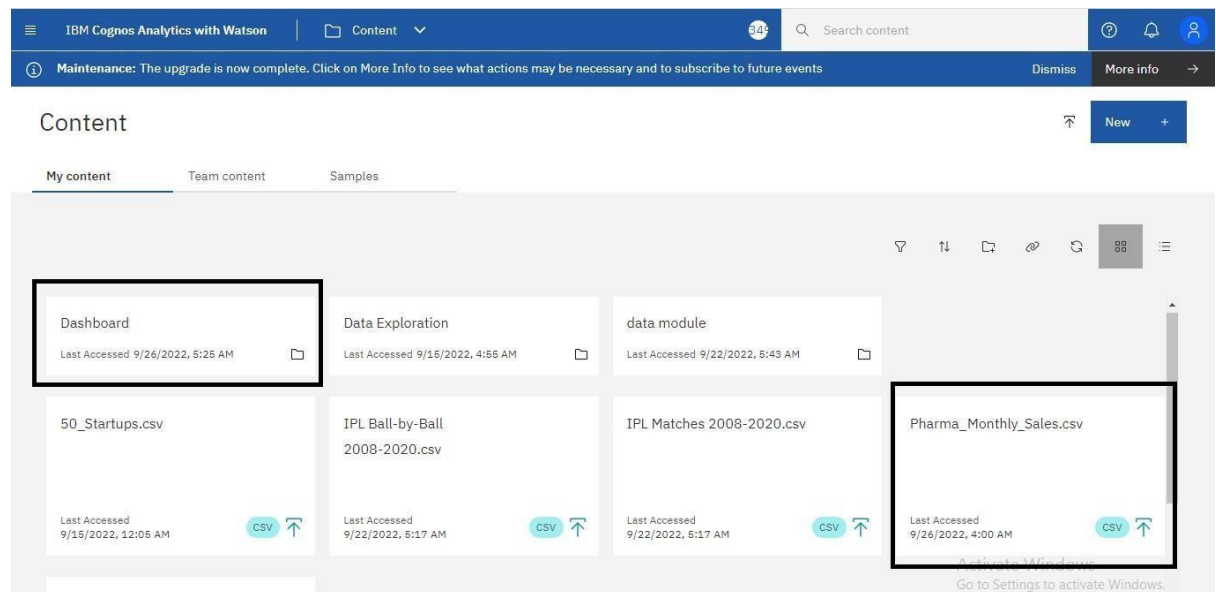 IBM Cognos Analytics with Watson
Content
349
Search content
Maintenance: The upgrade is now complete. Click on More Info to see what actions may be necessary and to subscribe to future events
Dismiss
More info
Content
New +
My content
Team content
Samples
Dashboard
Last Accessed 9/26/2022, 5:25 AM
Data Exploration
Last Accessed 9/15/2022, 4:55 AM
data module
Last Accessed 9/22/2022, 5:43 AM
50_Startups.csv
Last Accessed
9/15/2022, 12:05 AM
CSV
IPL Ball-by-Ball
2008-2020.csv
Last Accessed
9/22/2022, 5:17 AM
CSV
IPL Matches 2008-2020.csv
Last Accessed
9/22/2022, 5:17 AM
CSV
Pharma_Monthly_Sales.csv
Last Accessed
9/26/2022, 4:00 AM
CSV
Activate Windows
Go to Settings to activate Windows.